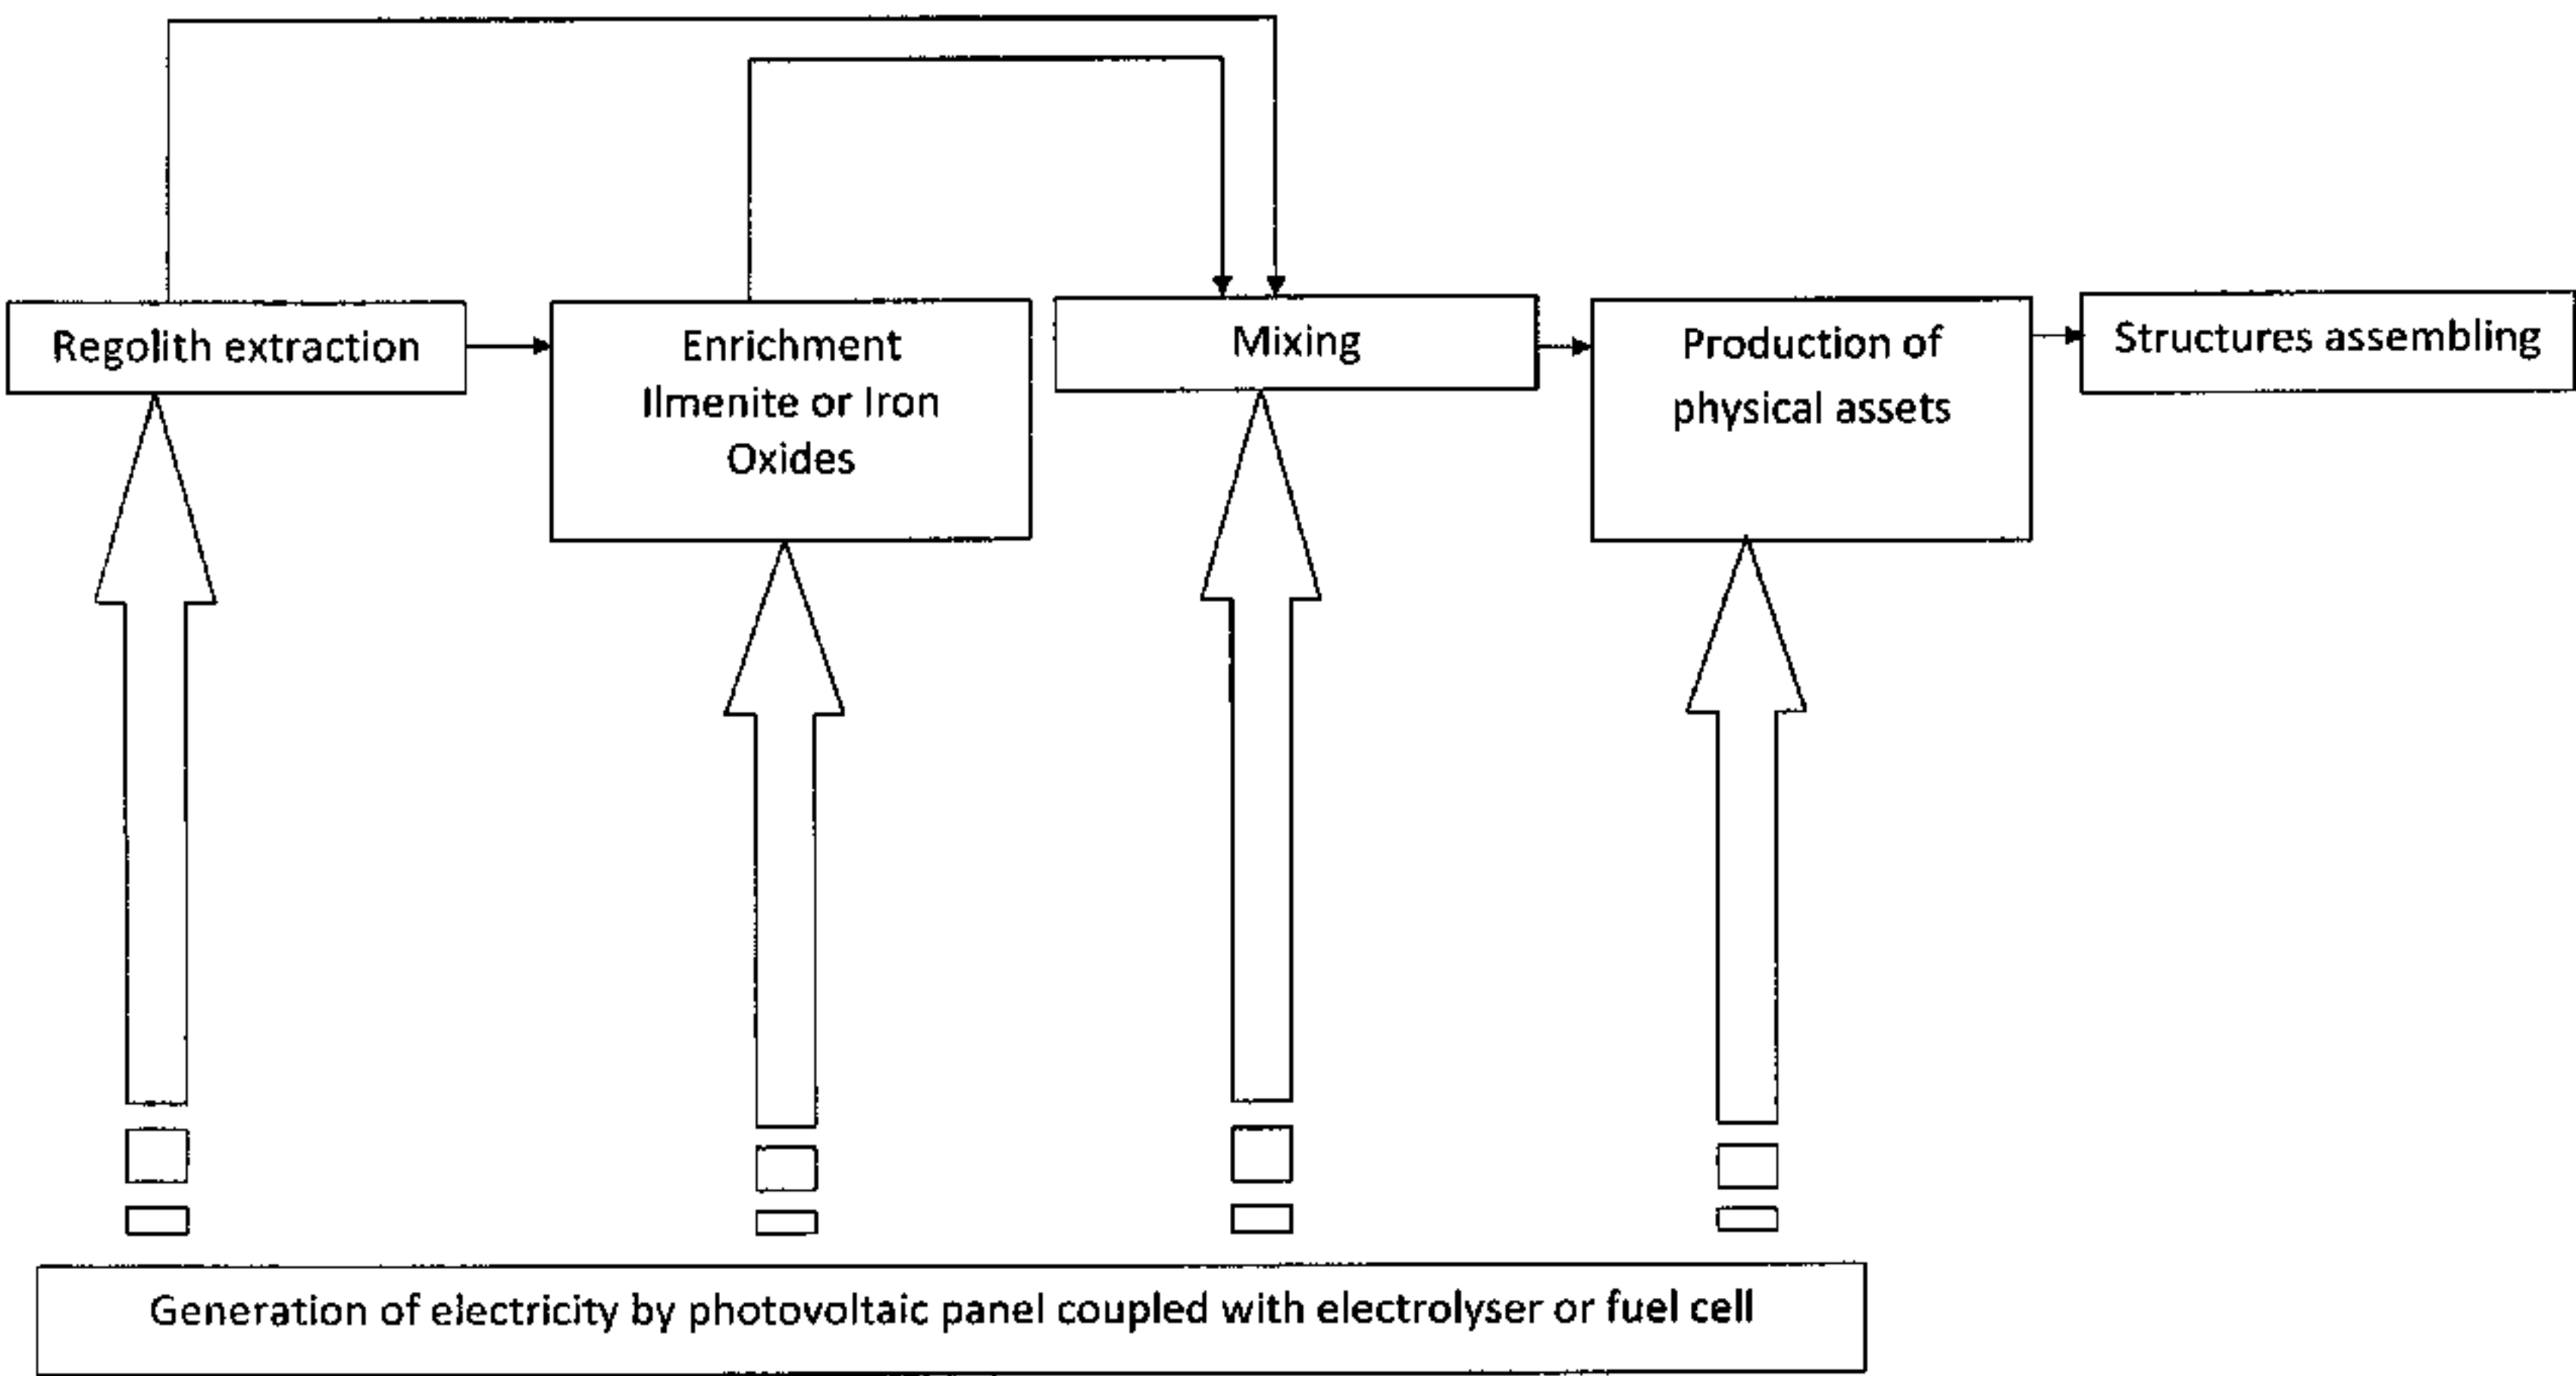 Regolith extraction
Enrichment
Ilmenite or Iron
Oxides
Mixing
Production of
physical assets
Structures assembling
Generation of electricity by photovoltaic panel coupled with electrolyser or fuel cell